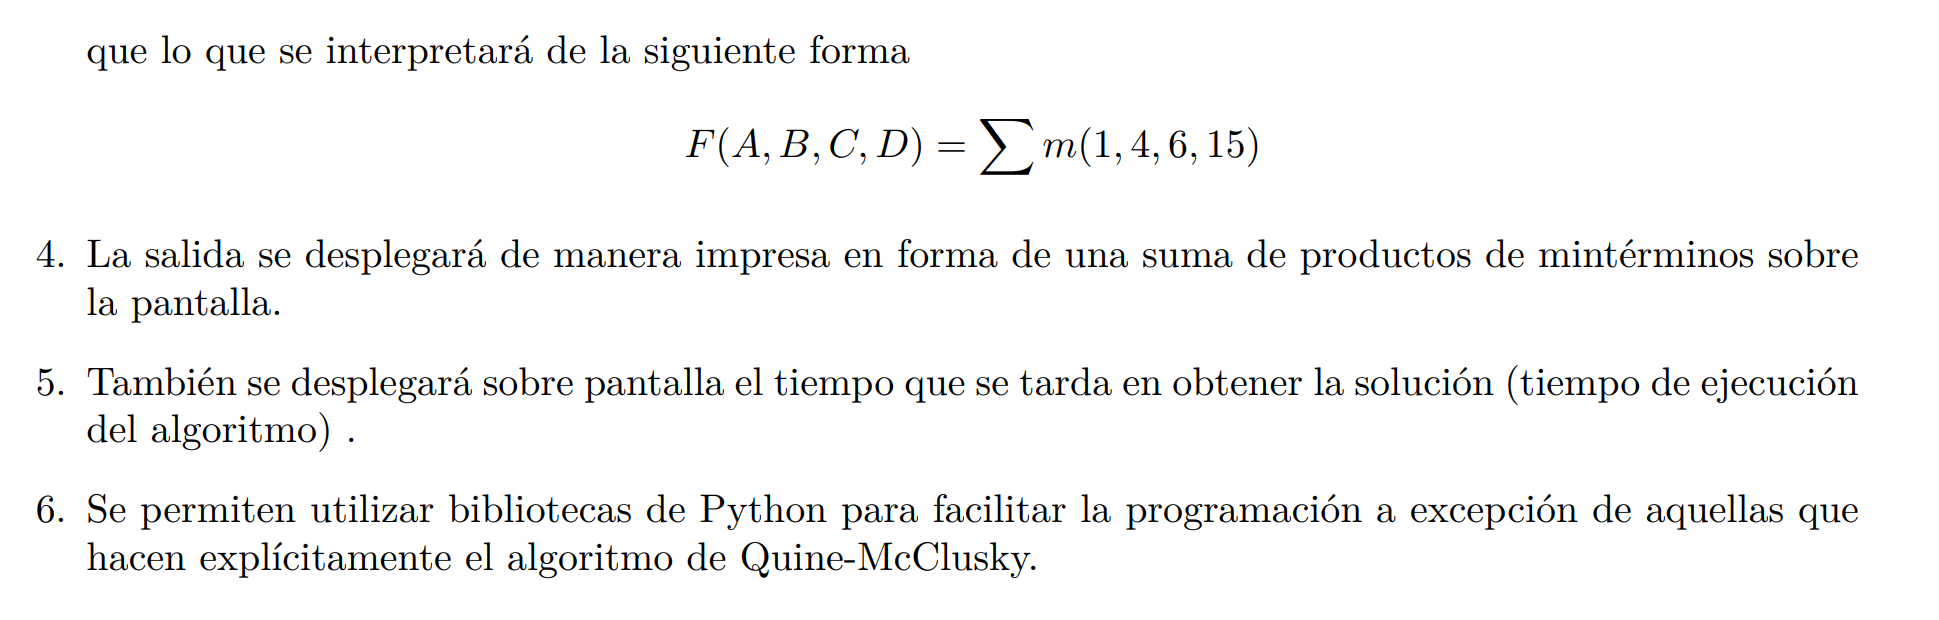 que lo que se interpretará de la siguiente forma
F(A, B, C, D) = ∑ m(1, 4, 6, 15)
4. La salida se desplegará de manera impresa en forma de una suma de productos de mintérminos sobre
la pantalla.
5. También se desplegará sobre pantalla el tiempo que se tarda en obtener la solución (tiempo de ejecución
del algoritmo) .
6. Se permiten utilizar bibliotecas de Python para facilitar la programación a excepción de aquellas que
hacen explícitamente el algoritmo de Quine-McClusky.